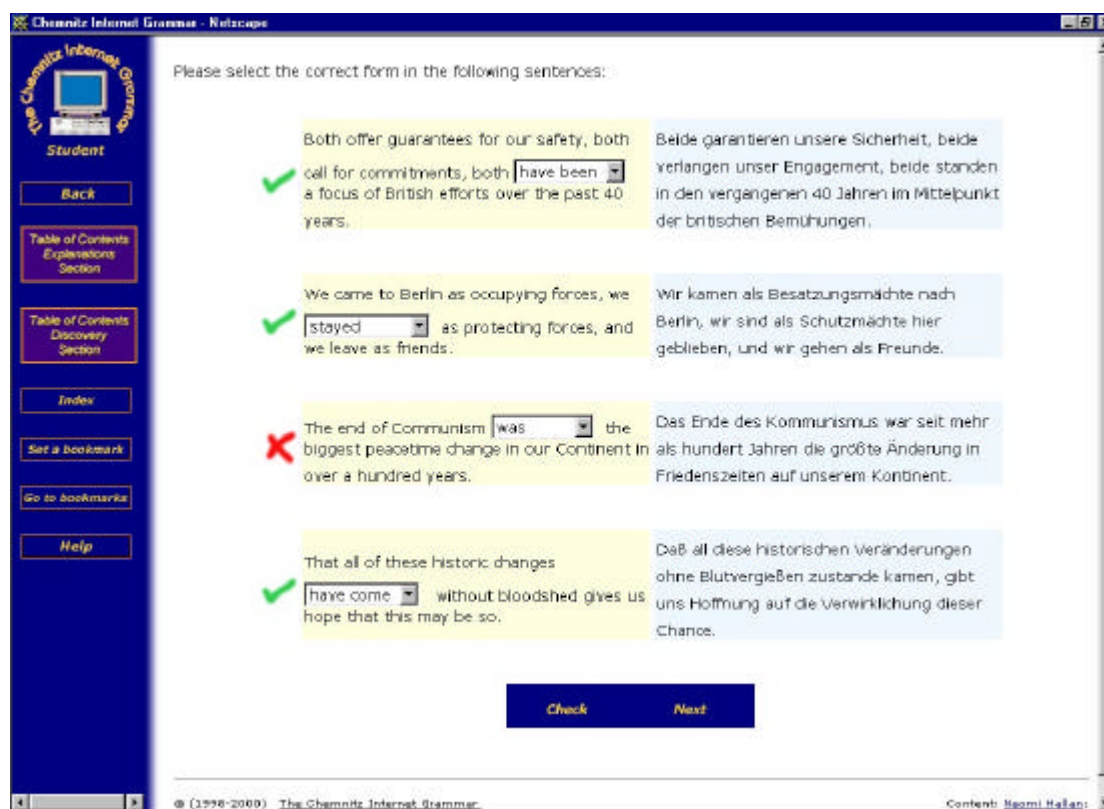 Chemnitz Internet Grammar - Netscape
The Chemnitz Internet Grammar
Student
Back
Table of Contents
Explanations
Section
Table of Contents
Discovery
Section
Index
Set a bookmark
Go to bookmarks
Help
Please select the correct form in the following sentences:
Both offer guarantees for our safety, both
call for commitments, both have been
a focus of British efforts over the past 40
years.
Beide garantieren unsere Sicherheit, beide
verlangen unser Engagement, beide standen
in den vergangenen 40 Jahren im Mittelpunkt
der britischen Bemühungen.
We came to Berlin as occupying forces, we
stayed as protecting forces, and
we leave as friends.
Wir kamen als Besatzungsmächte nach
Berlin, wir sind als Schutzmächte hier
geblieben, und wir gehen als Freunde.
The end of Communism was the
biggest peacetime change in our Continent in
over a hundred years.
Das Ende des Kommunismus war seit mehr
als hundert Jahren die größte Änderung in
Friedenszeiten auf unserem Kontinent.
That all of these historic changes
have come without bloodshed gives us
hope that this may be so.
Daß all diese historischen Veränderungen
ohne Blutvergießen zustande kamen, gibt
uns Hoffnung auf die Verwirklichung dieser
Chance.
Check Next
© (1998-2000) The Chemnitz Internet Grammar
Content: Naomi Hallan;